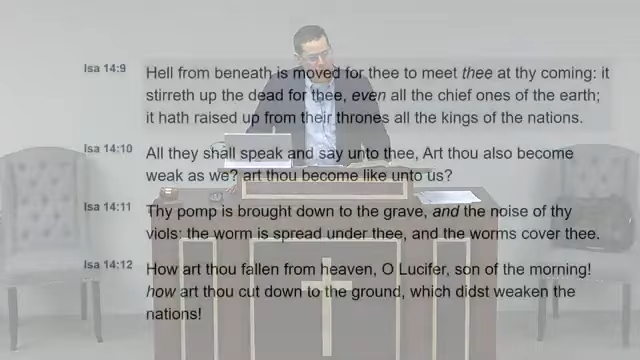 Isa 14:9 Hell from beneath is moved for thee to meet thee at thy coming: it
stirreth up the dead for thee, even all the chief ones of the earth;
it hath raised up from their thrones all the kings of the nations.
Isa 14:10 All they shall speak and say unto thee, Art thou also become
weak as we? art thou become like unto us?
Isa 14:11 Thy pomp is brought down to the grave, and the noise of thy
viols: the worm is spread under thee, and the worms cover thee.
Isa 14:12 How art thou fallen from heaven, O Lucifer, son of the morning!
how art thou cut down to the ground, which didst weaken the
nations!